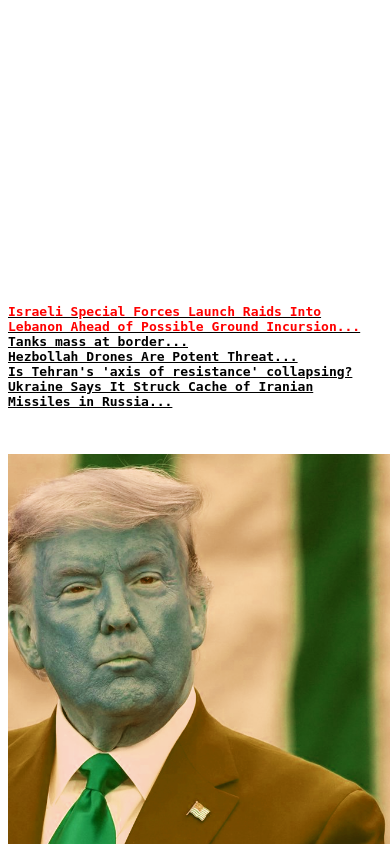 Israeli Special Forces Launch Raids Into
Lebanon Ahead of Possible Ground Incursion...
Tanks mass at border...
Hezbollah Drones Are Potent Threat...
Is Tehran's 'axis of resistance' collapsing?
Ukraine Says It Struck Cache of Iranian
Missiles in Russia...